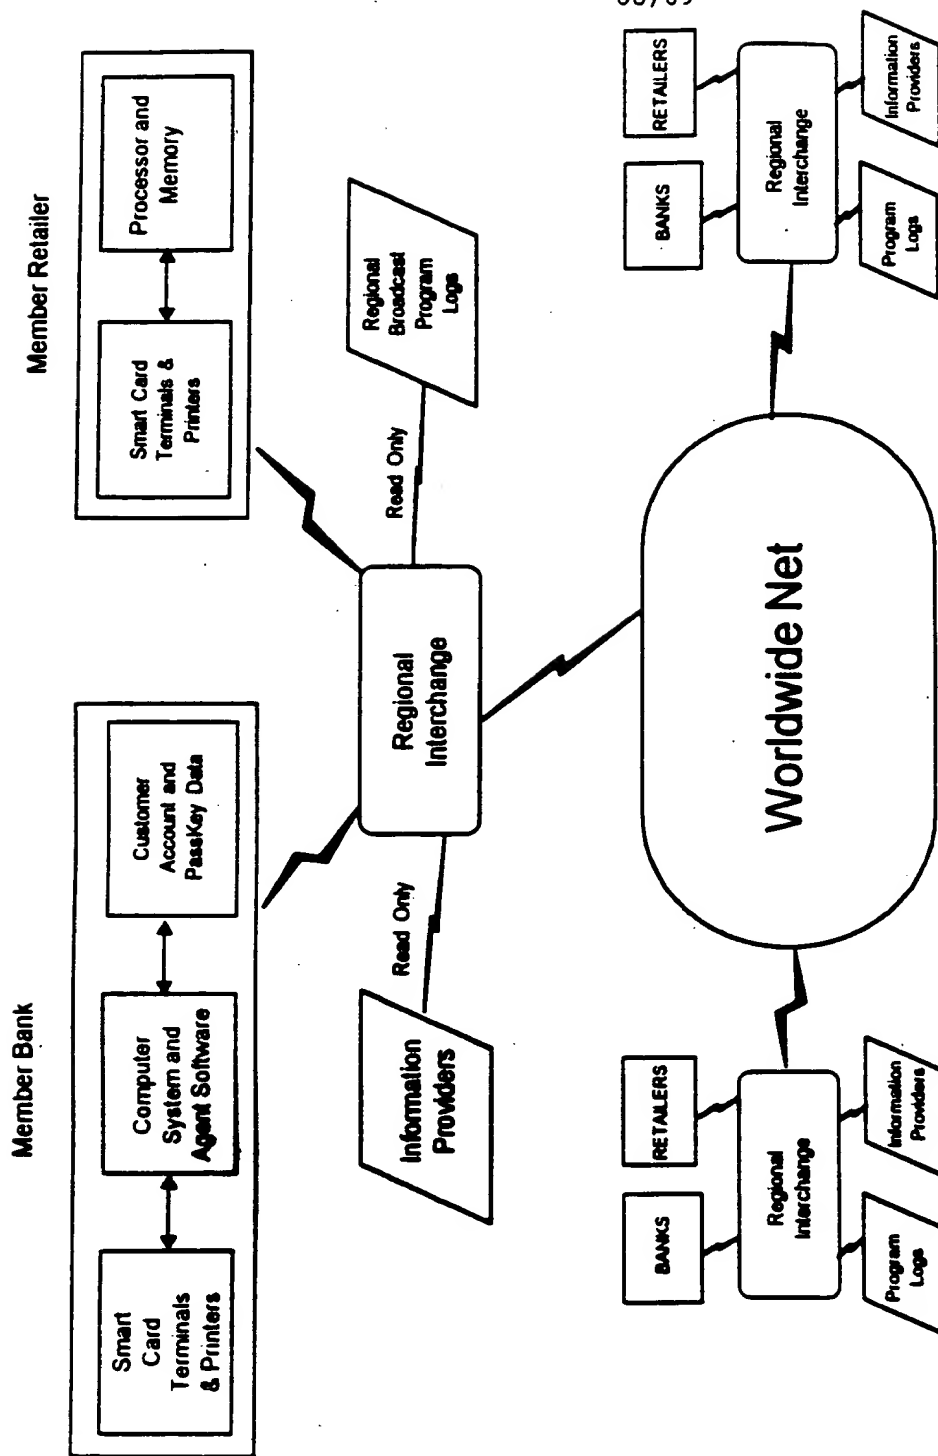 Member Bank
Member Retailer
Smart
Card
Terminals
& Printers
Computer
System and
Agent Software
Customer
Account and
PassKey Data
Smart Card
Terminals &
Printers
Processor and
Memory
Information
Providers
Read Only
Regional
Interchange
Read Only
Regional
Broadcast
Program
Logs
BANKS
RETAILERS
Regional
Interchange
Program
Logs
Information
Providers
Worldwide Net
BANKS
RETAILERS
Regional
Interchange
Program
Logs
Information
Providers